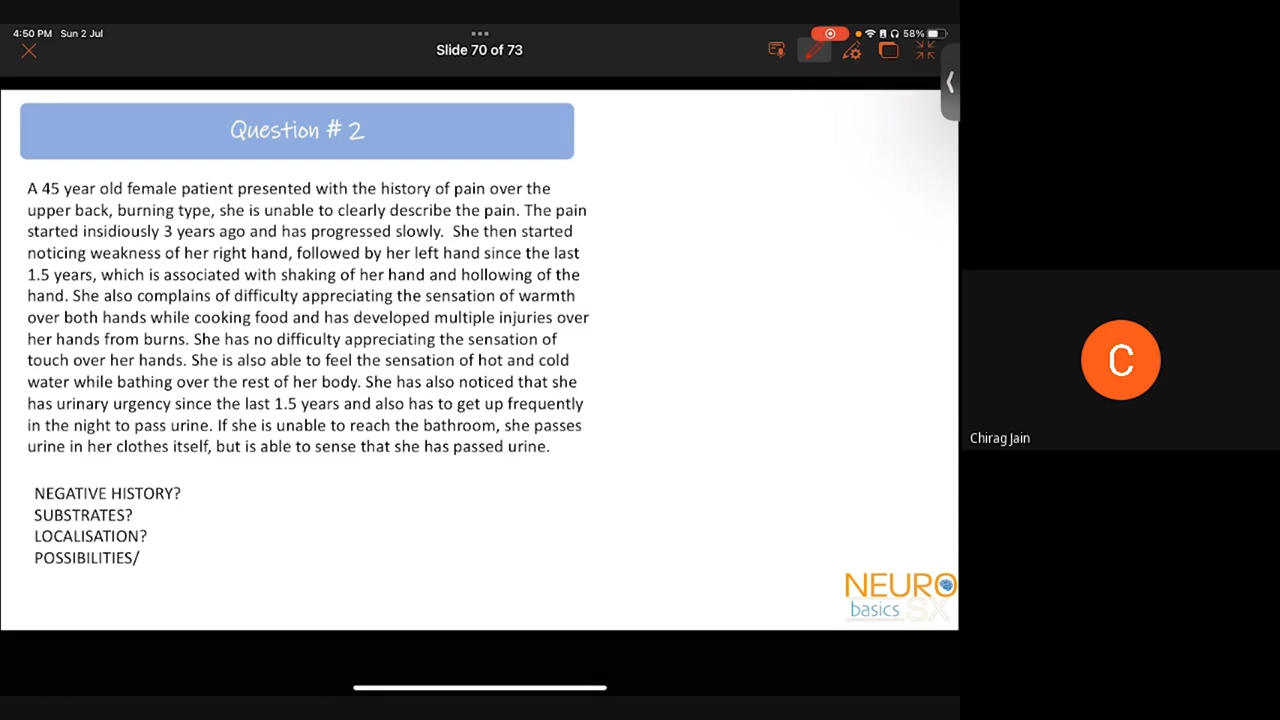 4:50 PM Sun 2 Jul
58%
Slide 70 of 73
Question # 2
A 45 year old female patient presented with the history of pain over the
upper back, burning type, she is unable to clearly describe the pain. The pain
started insidiously 3 years ago and has progressed slowly. She then started
noticing weakness of her right hand, followed by her left hand since the last
1.5 years, which is associated with shaking of her hand and hollowing of the
hand. She also complains of difficulty appreciating the sensation of warmth
over both hands while cooking food and has developed multiple injuries over
her hands from burns. She has no difficulty appreciating the sensation of
touch over her hands. She is also able to feel the sensation of hot and cold
water while bathing over the rest of her body. She has also noticed that she
has urinary urgency since the last 1.5 years and also has to get up frequently
in the night to pass urine. If she is unable to reach the bathroom, she passes
urine in her clothes itself, but is able to sense that she has passed urine.
NEGATIVE HISTORY?
SUBSTRATES?
LOCALISATION?
POSSIBILITIES/
NEURO
basics SX
C
Chirag Jain